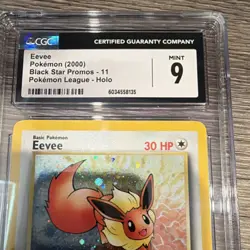 CGC
CERTIFIED GUARANTY COMPANY
Eevee
Pokémon (2000)
Black Star Promos - 11
Pokémon League - Holo
6034558135
MINT
9
Basic Pokémon
Eevee
30 HP